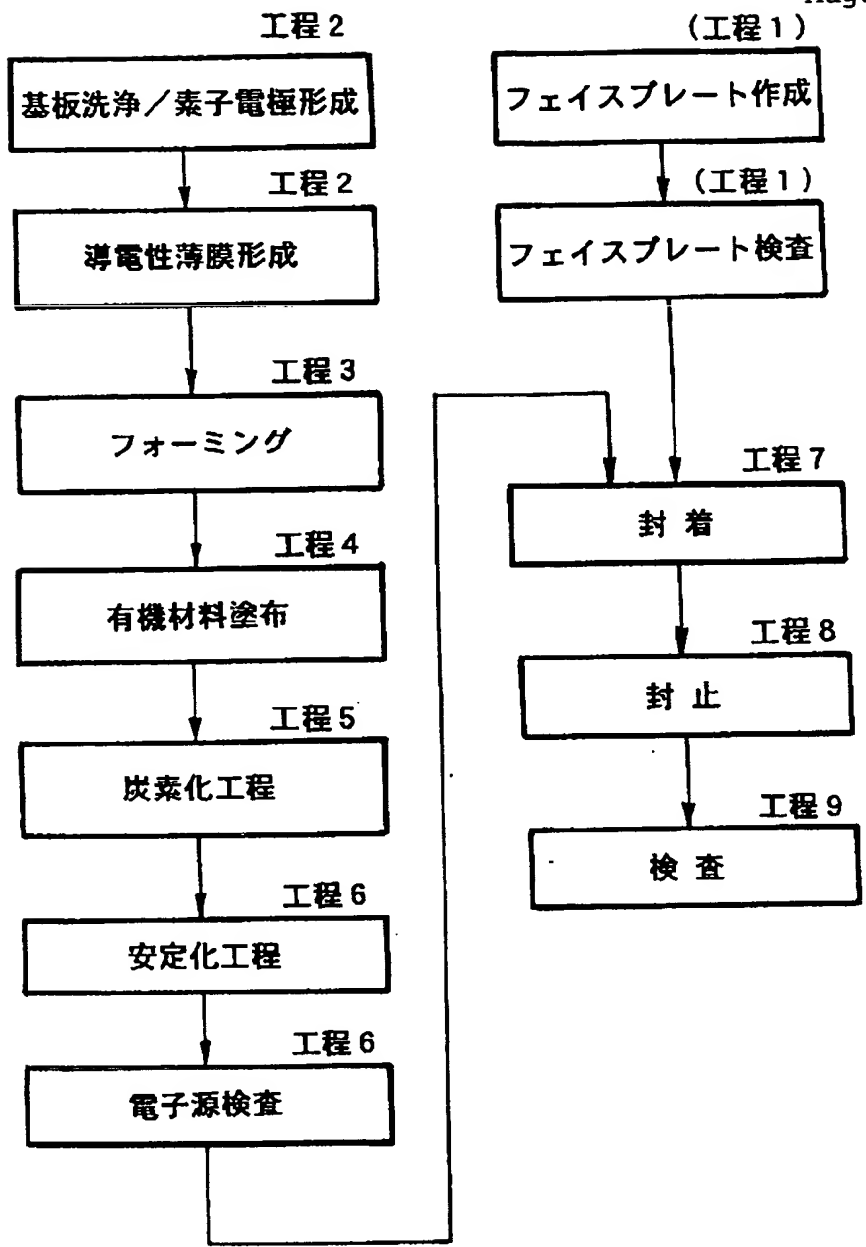 工程2
基板洗浄／素子電極形成
工程2
導電性薄膜形成
工程3
フォーミング
工程4
有機材料塗布
工程5
炭素化工程
工程6
安定化工程
工程6
電子源検査
（工程1）
フェイスプレート作成
（工程1）
フェイスプレート検査
工程7
封着
工程8
封止
工程9
検査